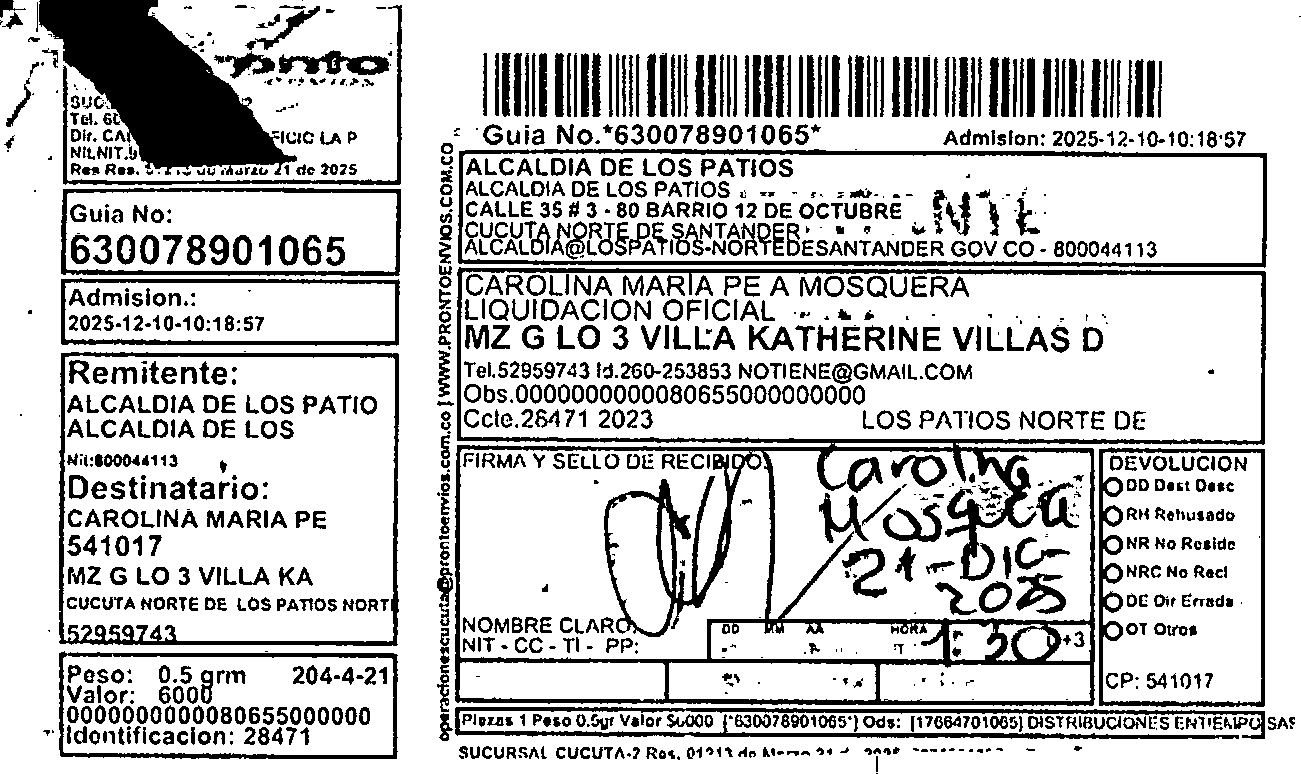 onto
SUC
Tel. 60
Dir. CA FICIO LA P
NI.NIT.9
Res Res. 01213 du Marzo 21 de 2025
Guia No:
630078901065
Admision.:
2025-12-10-10:18:57
Remitente:
ALCALDIA DE LOS PATIO
ALCALDIA DE LOS
Nit:800044113
Destinatario:
CAROLINA MARIA PE
541017
MZ G LO 3 VILLA KA
CUCUTA NORTE DE LOS PATIOS NORT
52959743
Peso: 0.5 grm 204-4-21
Valor: 6000
00000000000080655000000
Identificacion: 28471
operacionescucuta@prontoenvios.com.co | WWW.PRONTOENVIOS.COM.CO
Guia No.*630078901065*
Admision: 2025-12-10-10:18:57
ALCALDIA DE LOS PATIOS
ALCALDIA DE LOS PATIOS
CALLE 35 # 3 - 80 BARRIO 12 DE OCTUBRE
CUCUTA NORTE DE SANTANDER
ALCALDIA@LOSPATIOS-NORTEDESANTANDER GOV CO - 800044113
CAROLINA MARIA PE A MOSQUERA
LIQUIDACION OFICIAL
MZ G LO 3 VILLA KATHERINE VILLAS D
Tel.52959743 Id.260-253853 NOTIENE@GMAIL.COM
Obs.00000000000080655000000000
Ccte.28471 2023 LOS PATIOS NORTE DE
FIRMA Y SELLO DE RECIBIDO:
Carolina
Mosquera
21-DIC-
2025
NOMBRE CLARO:
NIT - CC - TI - PP:
DD MM AA HORA
1:30 +3
DEVOLUCION
DD Dest Desc
RH Rehusado
NR No Reside
NRC No Recl
DE Dir Errada
OT Otros
CP: 541017
Piezas 1 Peso 0.5gr Valor $6000 [*630078901065*] Ods: [17664701065] DISTRIBUCIONES ENTIEMPO SAS
SUCURSAL CUCUTA-2 Res. 01213 de Marzo 21 d 2025